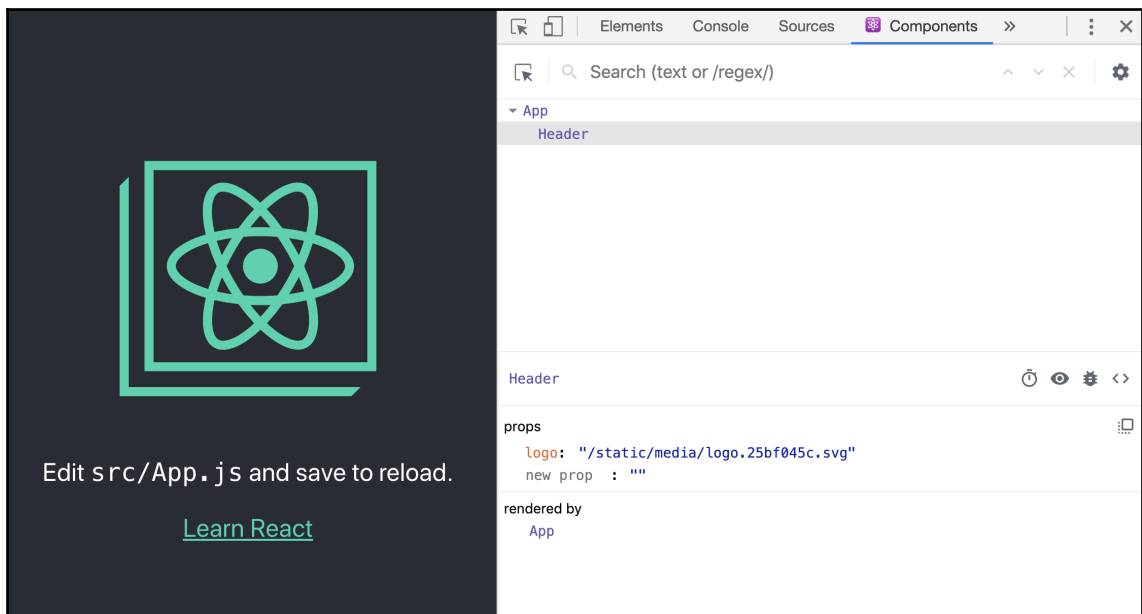 Elements Console Sources Components »
Search (text or /regex/)
App
Header
Header
props
logo: "/static/media/logo.25bf045c.svg"
new prop : ""
rendered by
App
Edit src/App.js and save to reload.
Learn React